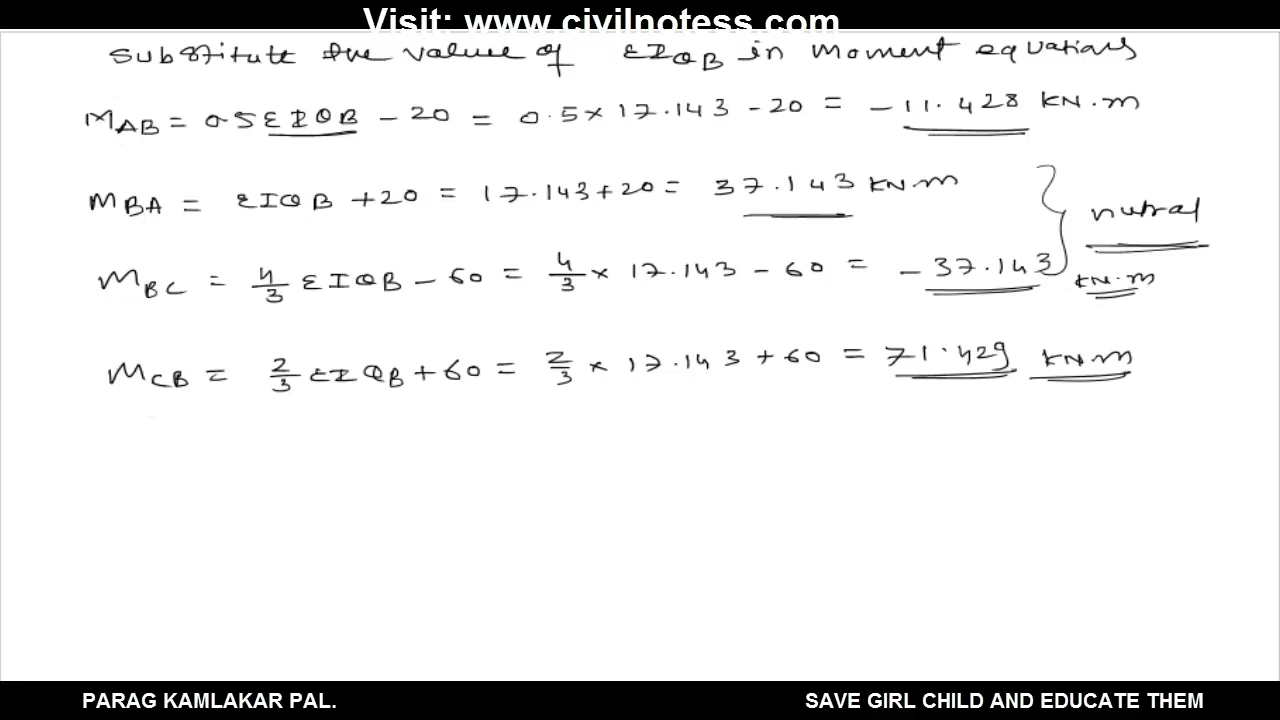 Visit: www.civilnotess.com
Substitute the value of EIθB in moment equations
MAB = 0.5EIθB - 20 = 0.5 × 17.143 - 20 = -11.428 KN.m
MBA = EIθB + 20 = 17.143 + 20 = 37.143 KN.m
nutral
MBC = 4/3 EIθB - 60 = 4/3 × 17.143 - 60 = -37.143 KN.m
MCB = 2/3 EIθB + 60 = 2/3 × 17.143 + 60 = 71.429 KN.m
PARAG KAMLAKAR PAL.
SAVE GIRL CHILD AND EDUCATE THEM